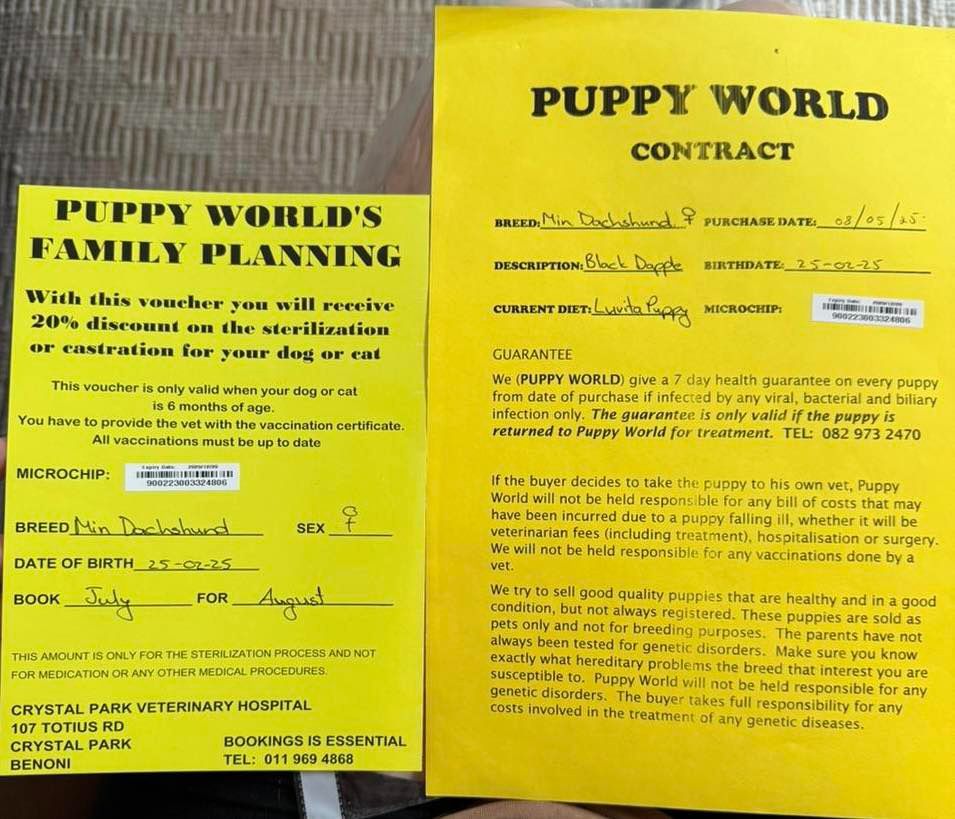 PUPPY WORLD'S
FAMILY PLANNING
With this voucher you will receive
20% discount on the sterilization
or castration for your dog or cat
This voucher is only valid when your dog or cat
is 6 months of age.
You have to provide the vet with the vaccination certificate.
All vaccinations must be up to date
MICROCHIP: Expiry Date:
900223003324806
BREED Min Dachshund SEX ♀
DATE OF BIRTH 25-02-25
BOOK July FOR August
THIS AMOUNT IS ONLY FOR THE STERILIZATION PROCESS AND NOT
FOR MEDICATION OR ANY OTHER MEDICAL PROCEDURES.
CRYSTAL PARK VETERINARY HOSPITAL
107 TOTIUS RD
CRYSTAL PARK
BENONI
BOOKINGS IS ESSENTIAL
TEL: 011 969 4868
PUPPY WORLD
CONTRACT
BREED: Min Dachshund ♀ PURCHASE DATE: 08/05/25
DESCRIPTION: Black Dapple BIRTHDATE: 25-02-25
CURRENT DIET: Luvita Puppy MICROCHIP: Expiry Date:
900223003324806
GUARANTEE
We (PUPPY WORLD) give a 7 day health guarantee on every puppy
from date of purchase if infected by any viral, bacterial and biliary
infection only. The guarantee is only valid if the puppy is
returned to Puppy World for treatment. TEL: 082 973 2470
If the buyer decides to take the puppy to his own vet, Puppy
World will not be held responsible for any bill of costs that may
have been incurred due to a puppy falling ill, whether it will be
veterinarian fees (including treatment), hospitalisation or surgery.
We will not be held responsible for any vaccinations done by a
vet.
We try to sell good quality puppies that are healthy and in a good
condition, but not always registered. These puppies are sold as
pets only and not for breeding purposes. The parents have not
always been tested for genetic disorders. Make sure you know
exactly what hereditary problems the breed that interest you are
susceptible to. Puppy World will not be held responsible for any
genetic disorders. The buyer takes full responsibility for any
costs involved in the treatment of any genetic diseases.